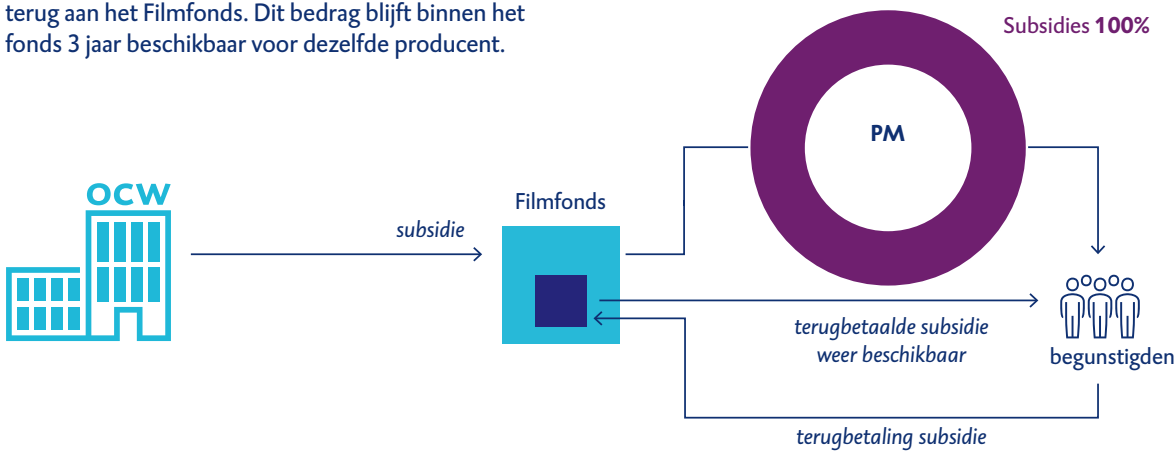 terug aan het Filmfonds. Dit bedrag blijft binnen het
fonds 3 jaar beschikbaar voor dezelfde producent.
Subsidies 100%
PM
OCW
Filmfonds
subsidie
terugbetaalde subsidie
weer beschikbaar
begunstigden
terugbetaling subsidie